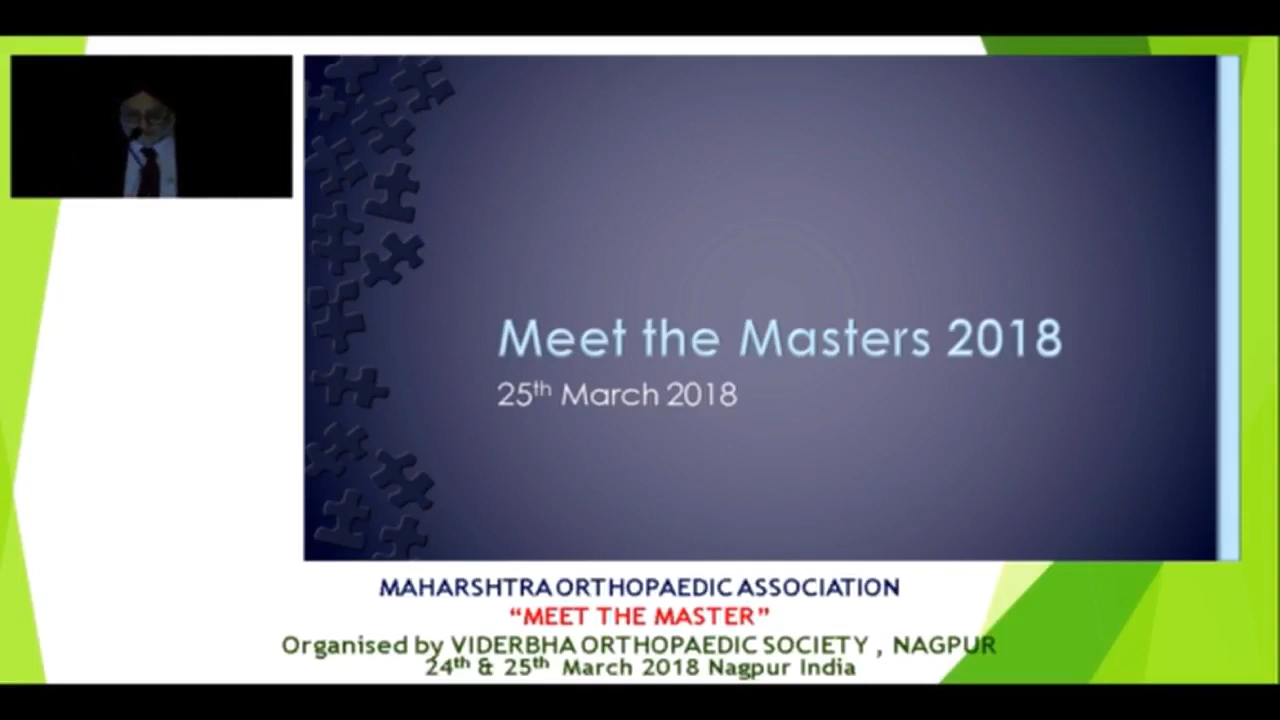 Meet the Masters 2018
25th March 2018
MAHARSHTRA ORTHOPAEDIC ASSOCIATION
“MEET THE MASTER”
Organised by VIDERBHA ORTHOPAEDIC SOCIETY , NAGPUR
24th & 25th March 2018 Nagpur India